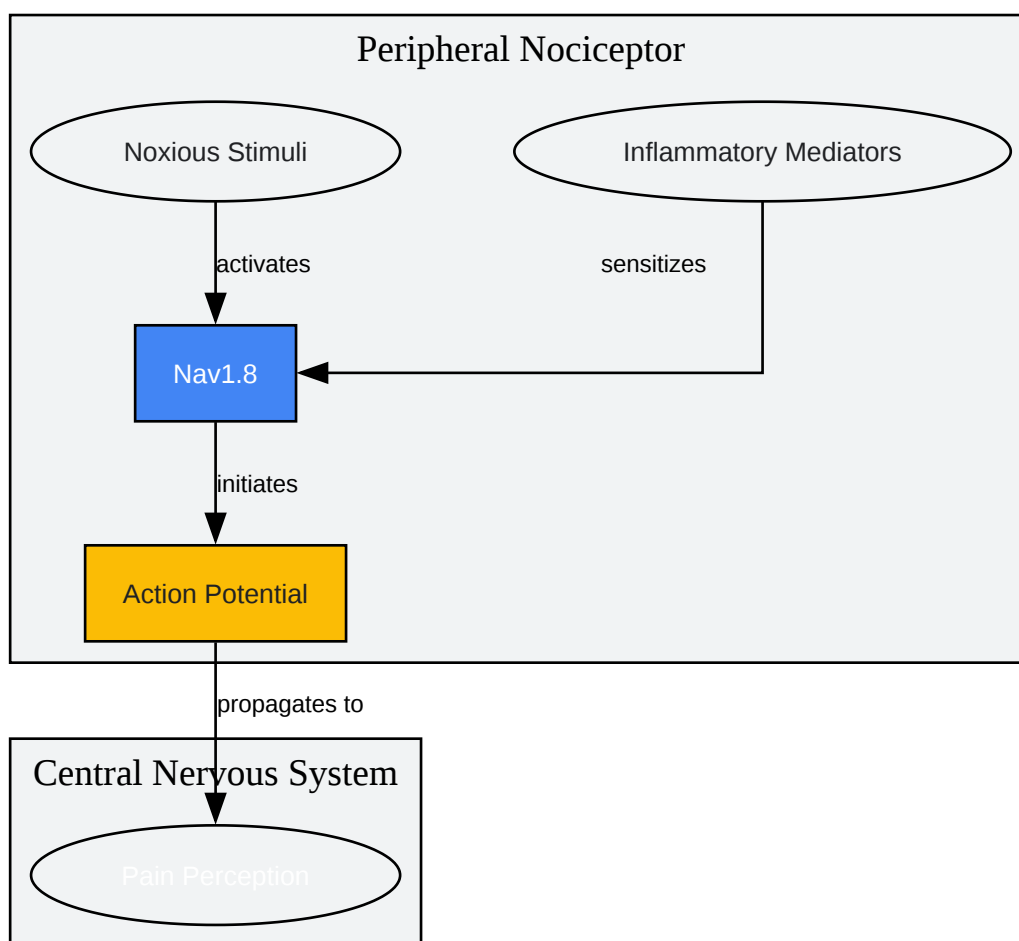 Peripheral Nociceptor
Noxious Stimuli
Inflammatory Mediators
activates
sensitizes
Nav1.8
initiates
Action Potential
propagates to
Central Nervous System
Pain Perception